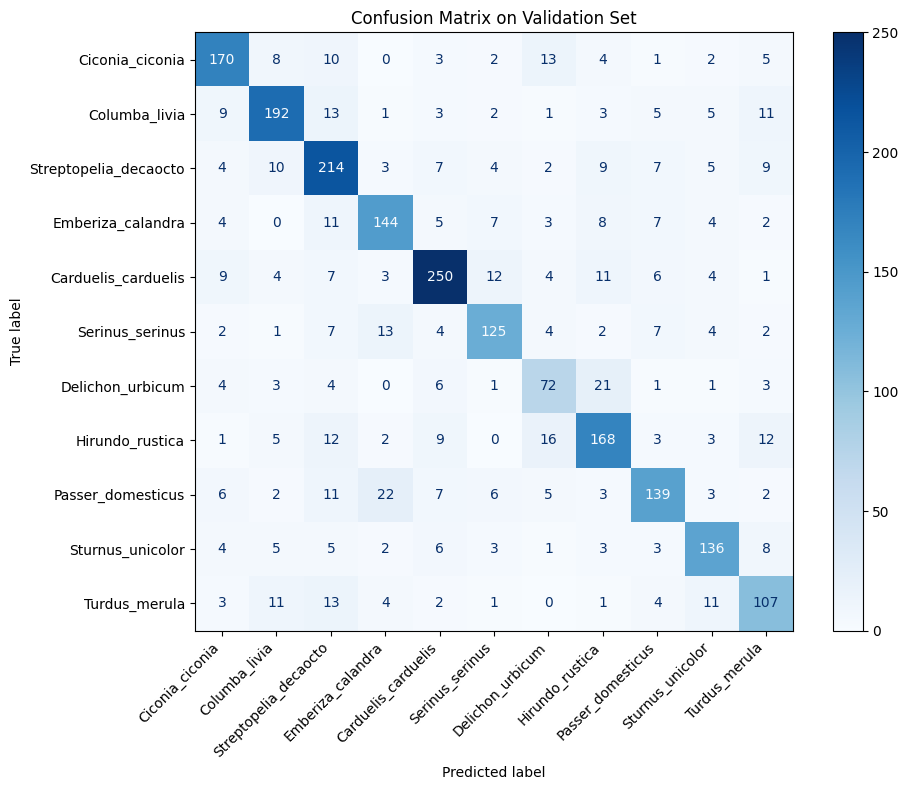 Confusion Matrix on Validation Set
Ciconia_ciconia 170 8 10 0 3 2 13 4 1 2 5
Columba_livia 9 192 13 1 3 2 1 3 5 5 11
Streptopelia_decaocto 4 10 214 3 7 4 2 9 7 5 9
Emberiza_calandra 4 0 11 144 5 7 3 8 7 4 2
Carduelis_carduelis 9 4 7 3 250 12 4 11 6 4 1
Serinus_serinus 2 1 7 13 4 125 4 2 7 4 2
Delichon_urbicum 4 3 4 0 6 1 72 21 1 1 3
Hirundo_rustica 1 5 12 2 9 0 16 168 3 3 12
Passer_domesticus 6 2 11 22 7 6 5 3 139 3 2
Sturnus_unicolor 4 5 5 2 6 3 1 3 3 136 8
Turdus_merula 3 11 13 4 2 1 0 1 4 11 107
True label
Ciconia_ciconia
Columba_livia
Streptopelia_decaocto
Emberiza_calandra
Carduelis_carduelis
Serinus_serinus
Delichon_urbicum
Hirundo_rustica
Passer_domesticus
Sturnus_unicolor
Turdus_merula
Predicted label
250
200
150
100
50
0